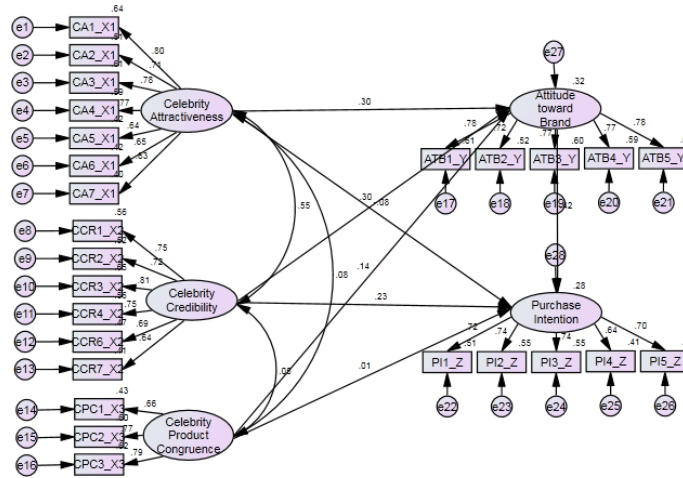 .64
e1
CA1_X1
.80
e2
CA2_X1
.71
e3
CA3_X1
.78
e4
CA4_X1
.77
e5
CA5_X1
.64
e6
CA6_X1
.65
e7
CA7_X1
.63
.40
Celebrity
Attractiveness
.30
e27
.32
Attitude
toward
Brand
.78
.72
.77
.77
.78
.61
.52
.60
.59
ATB1_Y
ATB2_Y
ATB3_Y
ATB4_Y
ATB5_Y
e17
e18
e19
e20
e21
.30
.08
.55
.14
.08
.56
e8
CCR1_X2
.75
e9
CCR2_X2
.72
e10
CCR3_X2
.81
e11
CCR4_X2
.75
e12
CCR6_X2
.69
e13
CCR7_X2
.64
Celebrity
Credibility
.23
e28
.28
Purchase
Intention
.72
.74
.74
.64
.70
.51
.55
.55
.41
PI1_Z
PI2_Z
PI3_Z
PI4_Z
PI5_Z
e22
e23
e24
e25
e26
.01
.43
e14
CPC1_X3
.66
e15
CPC2_X3
.77
e16
CPC3_X3
.79
Celebrity
Product
Congruence